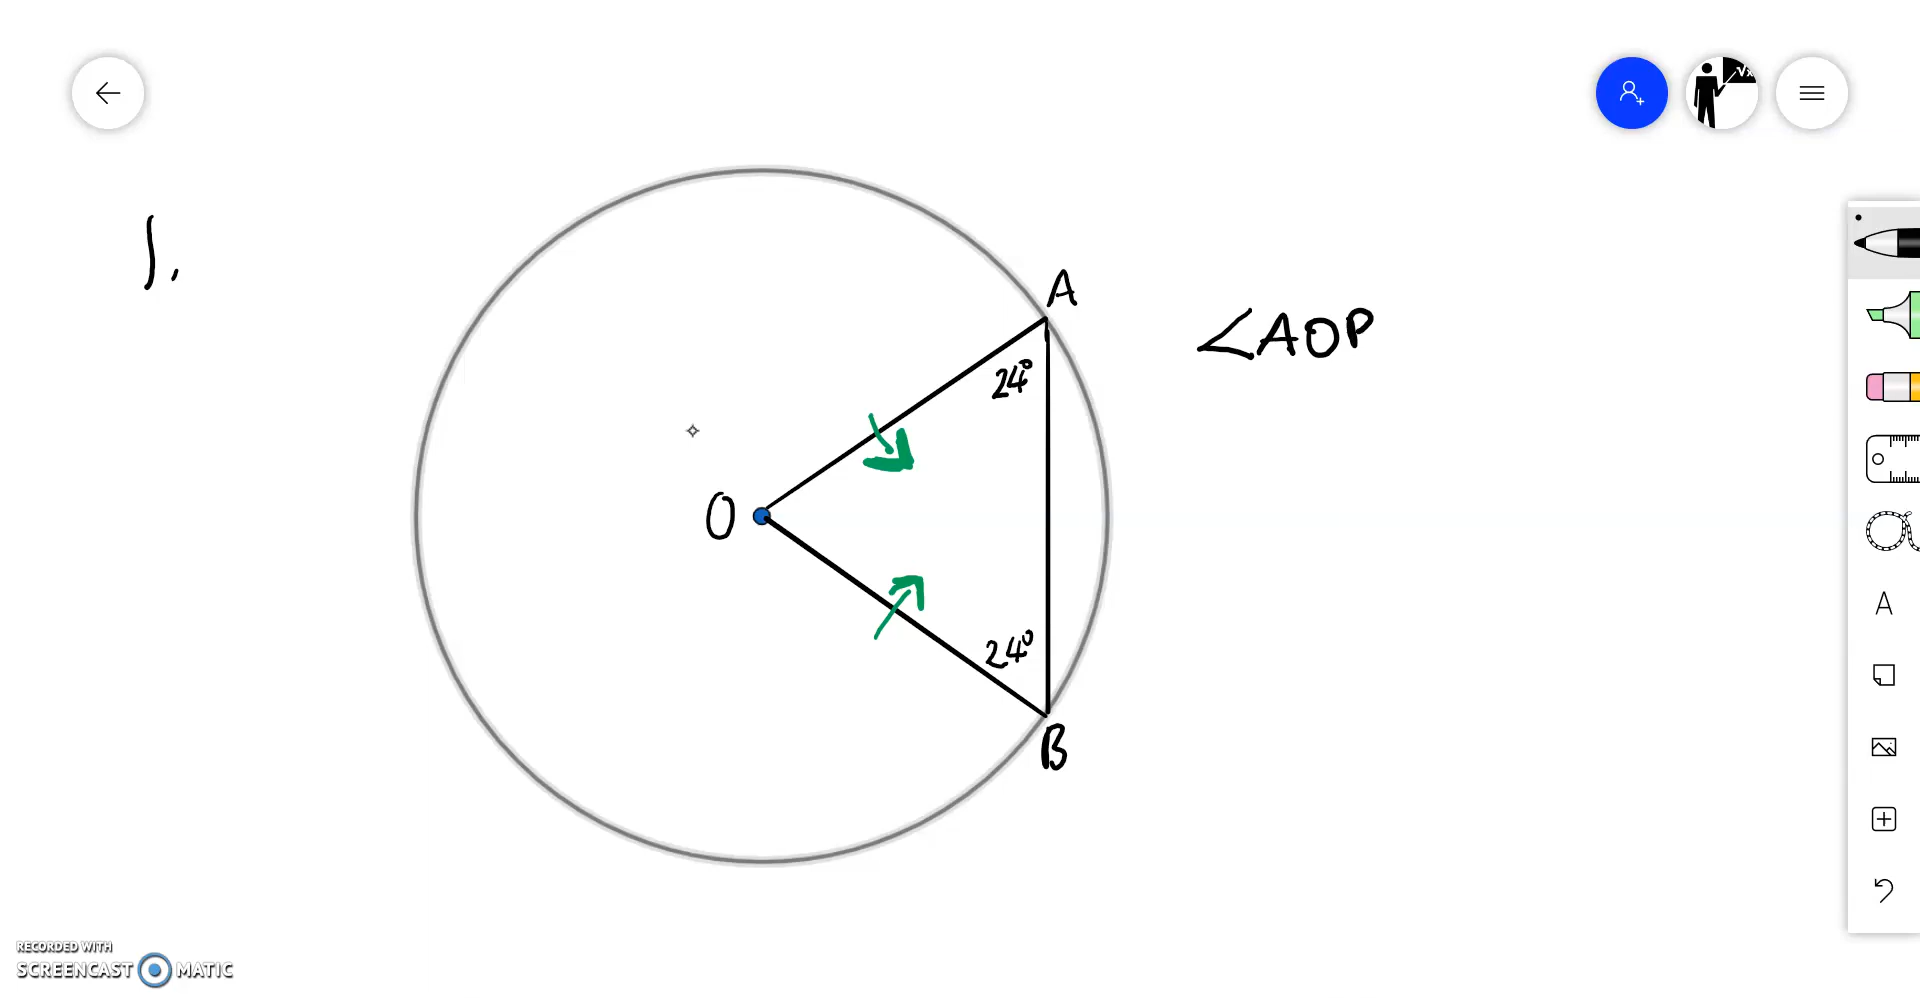 1.
A
∠AOP
24°
O
24°
B
A
RECORDED WITH
SCREENCAST MATIC